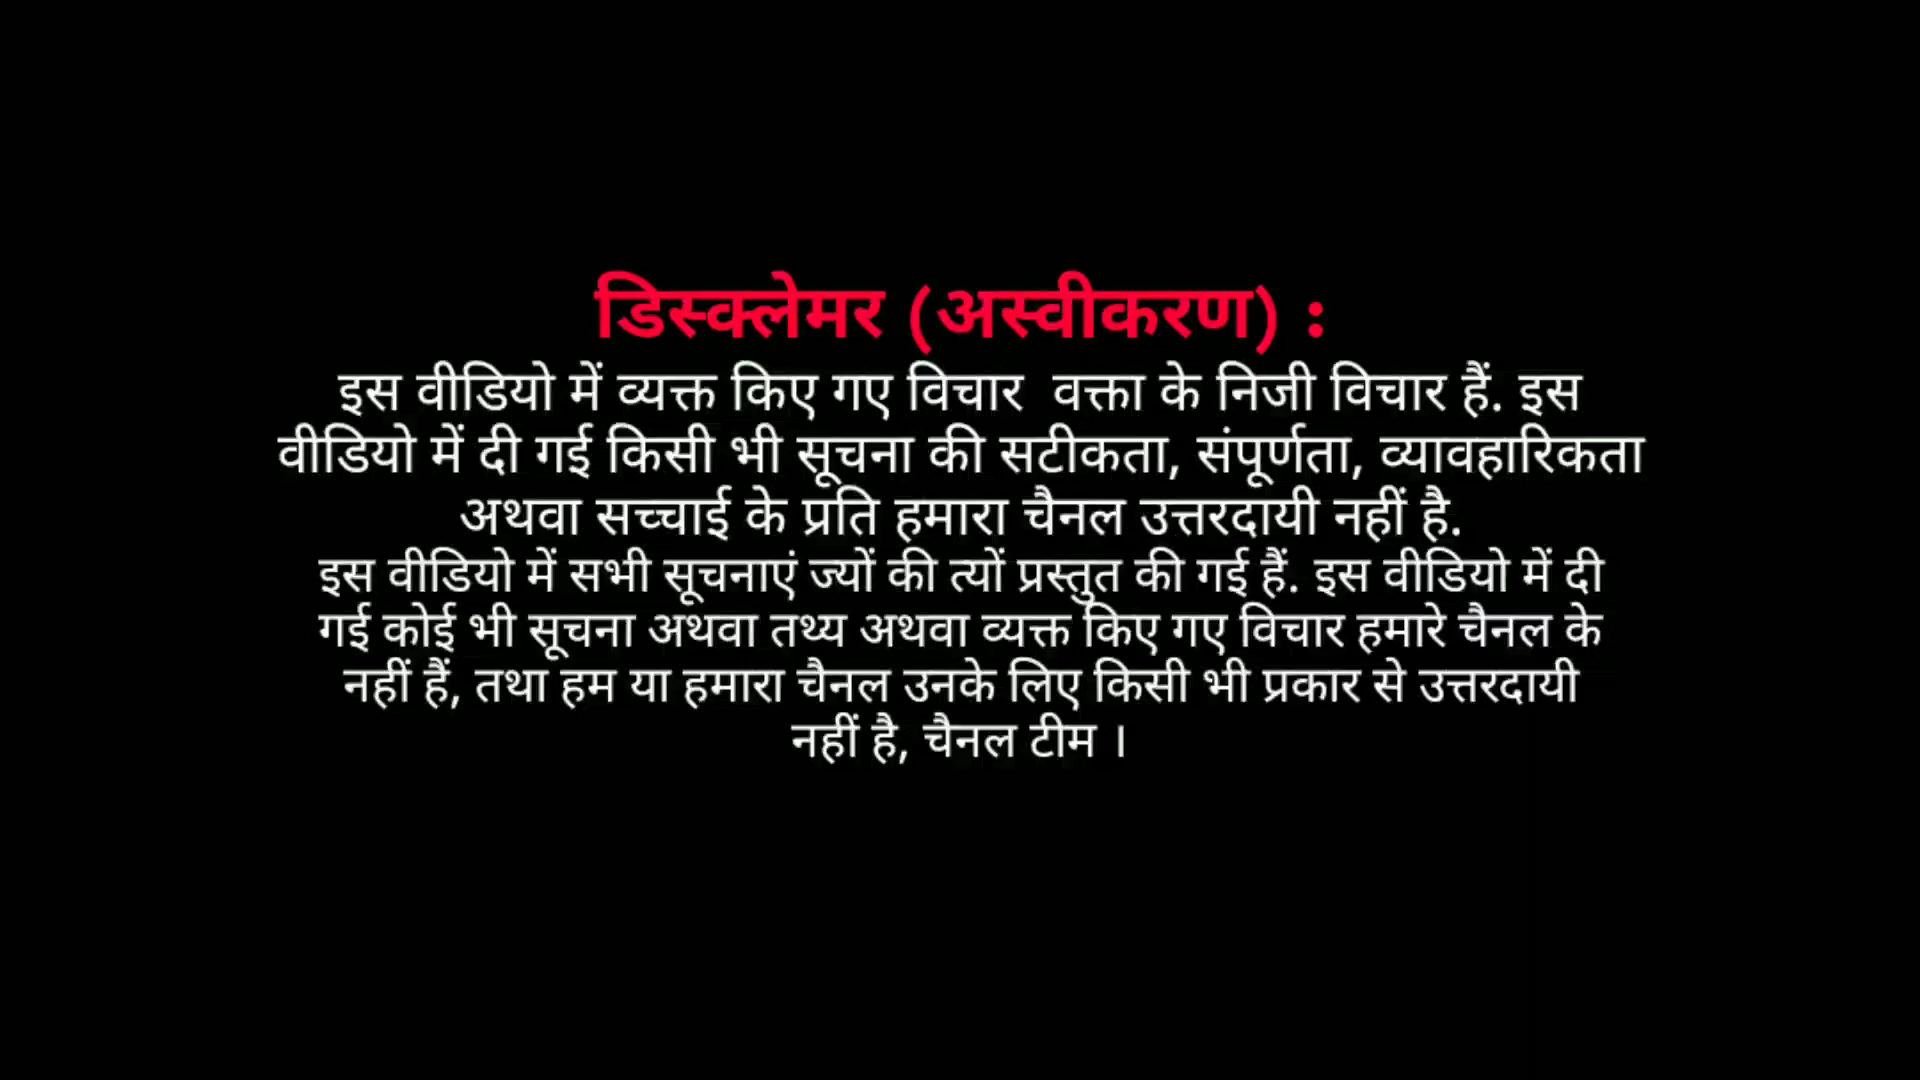 डिस्क्लेमर (अस्वीकरण) :
इस वीडियो में व्यक्त किए गए विचार  वक्ता के निजी विचार हैं. इस
वीडियो में दी गई किसी भी सूचना की सटीकता, संपूर्णता, व्यावहारिकता
अथवा सच्चाई के प्रति हमारा चैनल उत्तरदायी नहीं है.
इस वीडियो में सभी सूचनाएं ज्यों की त्यों प्रस्तुत की गई हैं. इस वीडियो में दी
गई कोई भी सूचना अथवा तथ्य अथवा व्यक्त किए गए विचार हमारे चैनल के
नहीं हैं, तथा हम या हमारा चैनल उनके लिए किसी भी प्रकार से उत्तरदायी
नहीं है, चैनल टीम ।